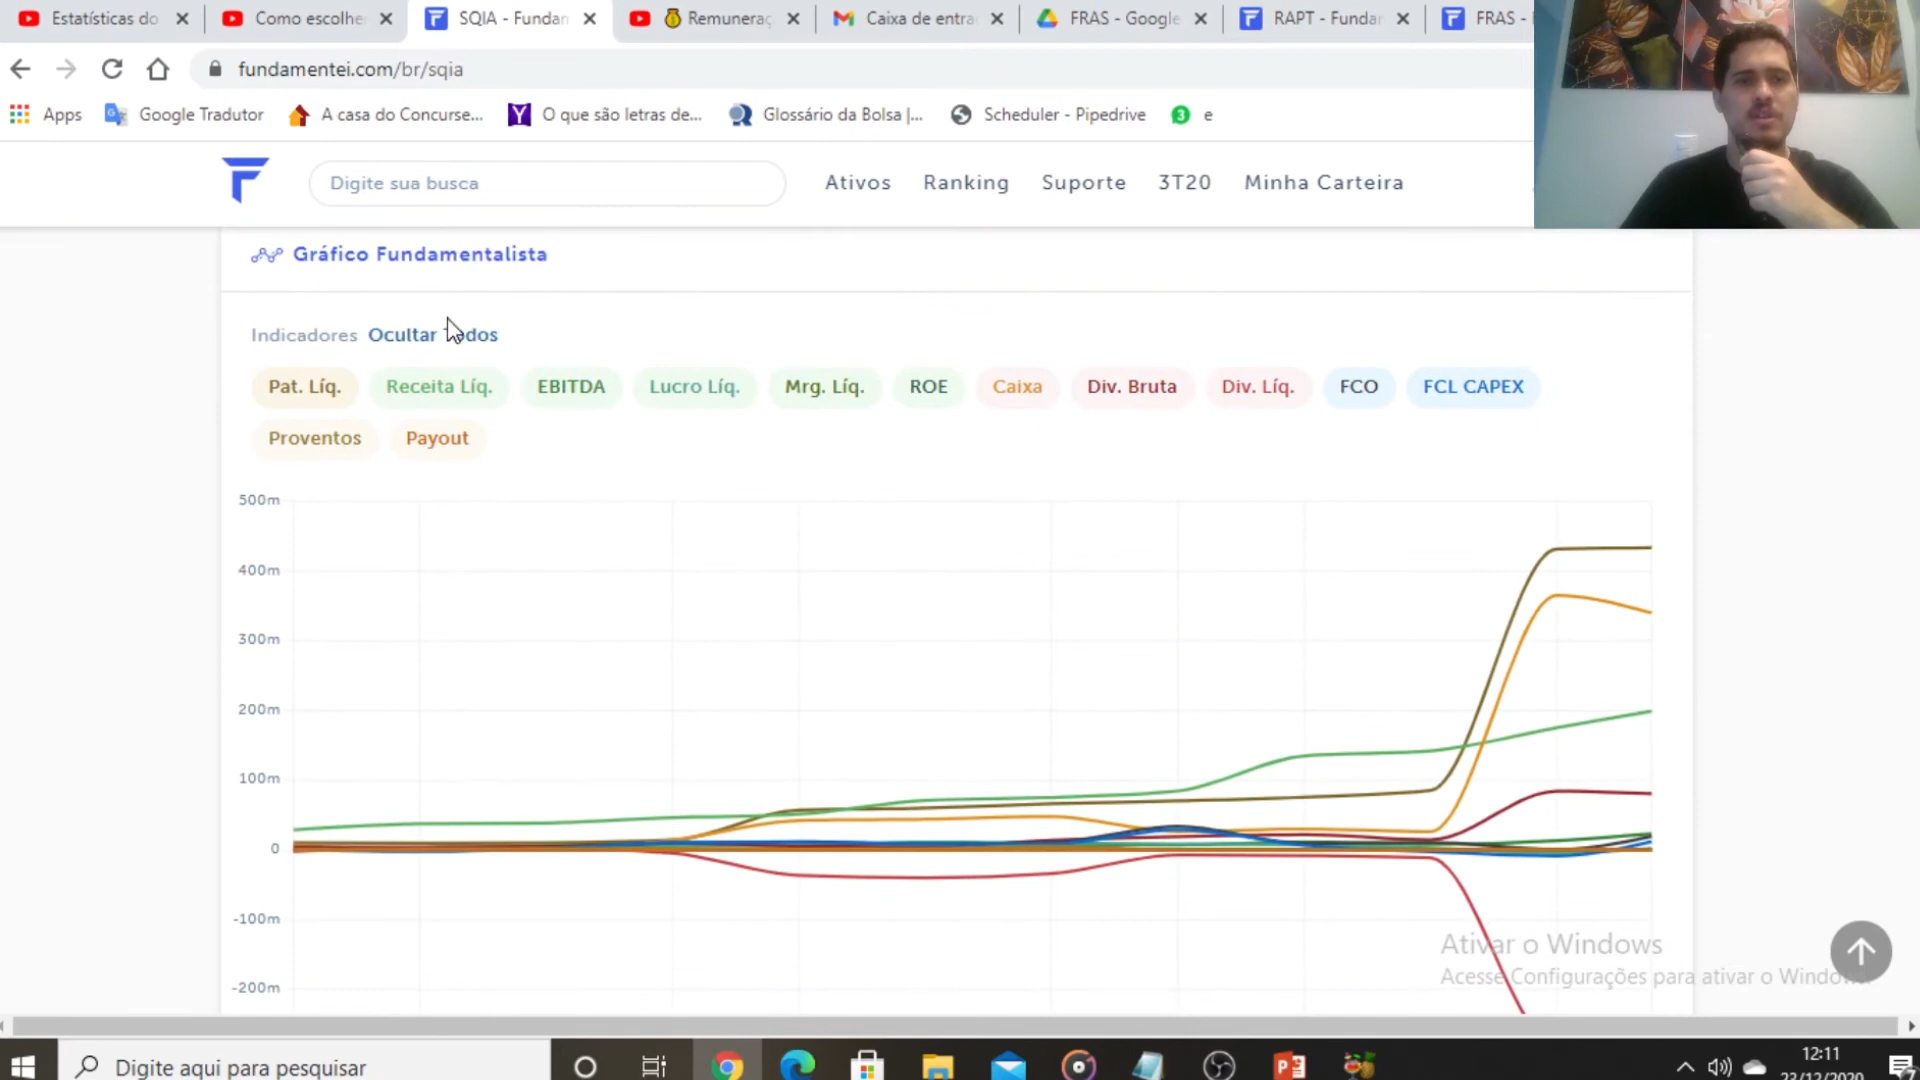 Estatísticas do
Como escolhe
SQIA - Fundan
Remuneraç
Caixa de entra
FRAS - Google
RAPT - Funda
FRAS -
fundamentei.com/br/sqia
Apps
Google Tradutor
A casa do Concurse...
O que são letras de...
Glossário da Bolsa |...
Scheduler - Pipedrive
3
e
Digite sua busca
Ativos
Ranking
Suporte
3T20
Minha Carteira
Gráfico Fundamentalista
Indicadores
Ocultar
Pat. Líq.
Receita Líq.
EBITDA
Lucro Líq.
Mrg. Líq.
ROE
Caixa
Div. Bruta
Div. Líq.
FCO
FCL CAPEX
Proventos
Payout
500m
400m
300m
200m
100m
0
-100m
-200m
Ativar o Windows
Acesse Configurações para ativar o
Digite aqui para pesquisar
12:11